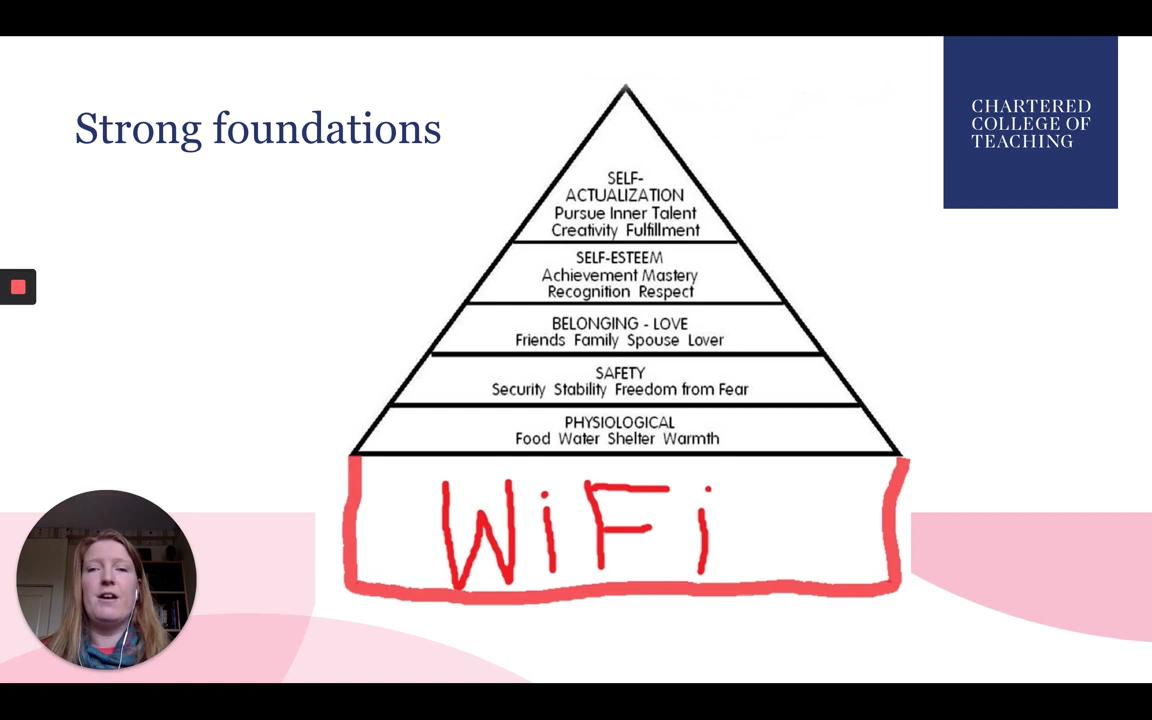 Strong foundations
CHARTERED
COLLEGE OF
TEACHING
SELF-
ACTUALIZATION
Pursue Inner Talent
Creativity Fulfillment
SELF-ESTEEM
Achievement Mastery
Recognition Respect
BELONGING - LOVE
Friends Family Spouse Lover
SAFETY
Security Stability Freedom from Fear
PHYSIOLOGICAL
Food Water Shelter Warmth
WiFi